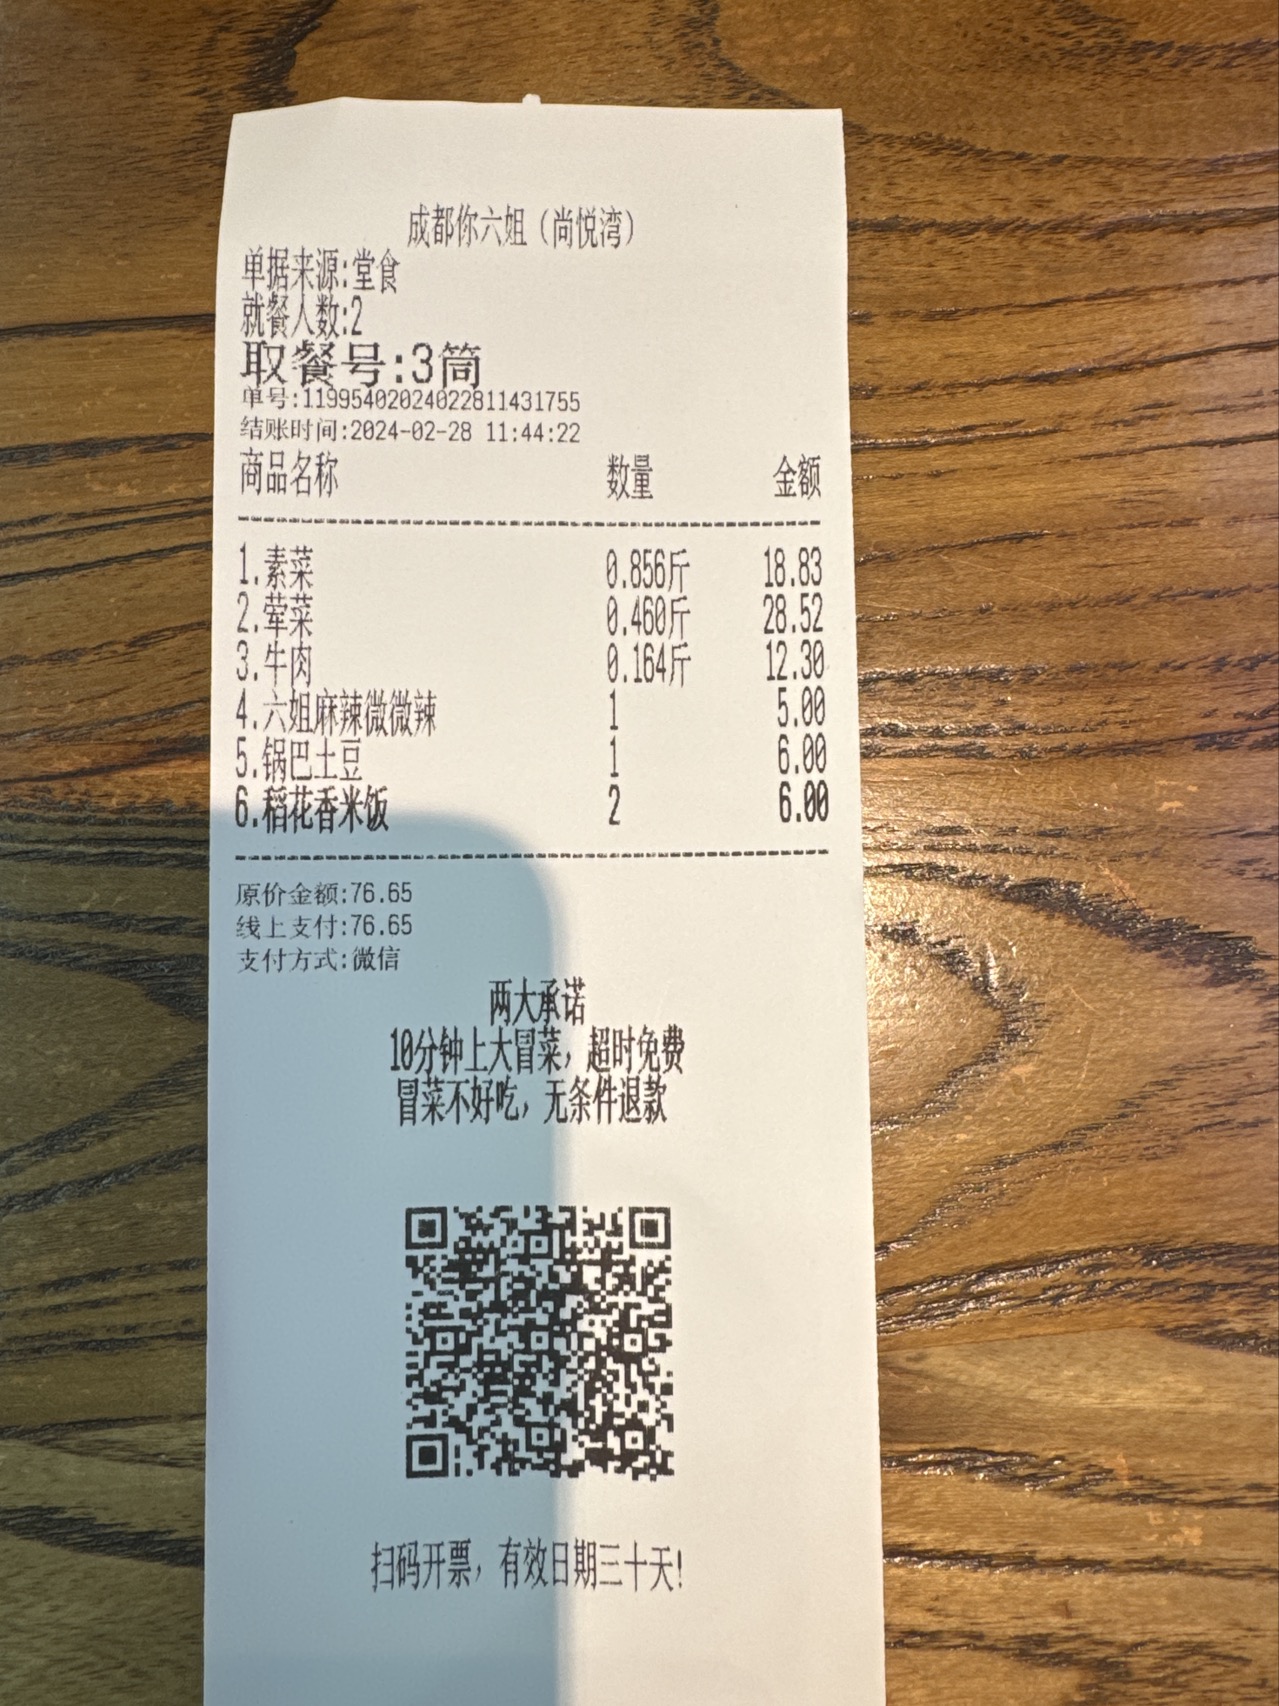 成都你六姐（尚悦湾）
单据来源:堂食
就餐人数:2
取餐号:3筒
单号:11995402024022811431755
结账时间:2024-02-28 11:44:22
商品名称 数量 金额
1.素菜 0.856斤 18.83
2.荤菜 0.460斤 28.52
3.牛肉 0.164斤 12.30
4.六姐麻辣微微辣 1 5.00
5.锅巴土豆 1 6.00
6.稻花香米饭 2 6.00
原价金额:76.65
线上支付:76.65
支付方式:微信
两大承诺
10分钟上大冒菜，超时免费
冒菜不好吃，无条件退款
扫码开票，有效日期三十天!